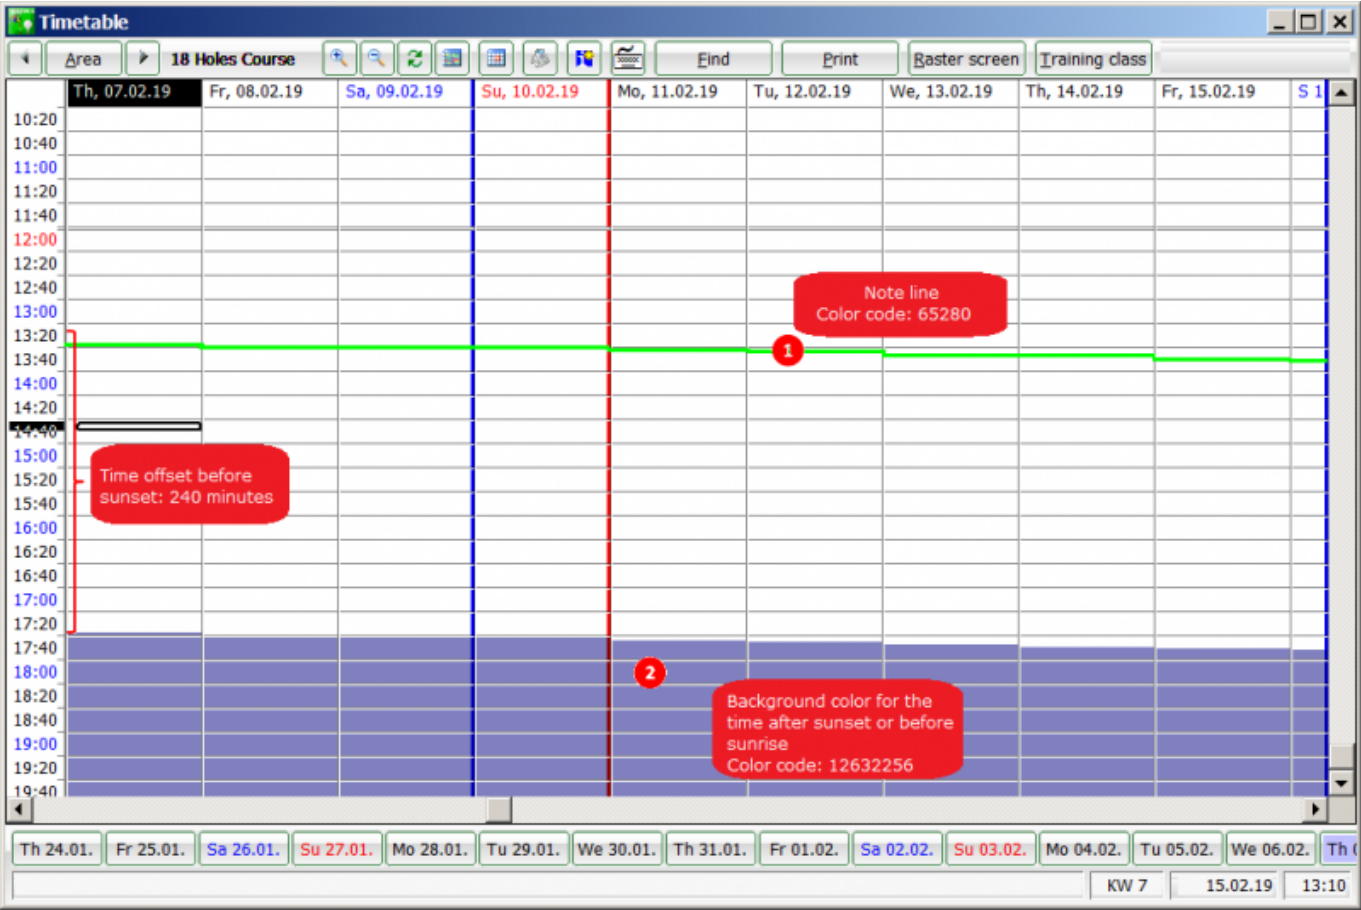 Timetable
Area
18 Holes Course
Find
Print
Raster screen
Training class
Th, 07.02.19 Fr, 08.02.19 Sa, 09.02.19 Su, 10.02.19 Mo, 11.02.19 Tu, 12.02.19 We, 13.02.19 Th, 14.02.19 Fr, 15.02.19 S 1
10:20
10:40
11:00
11:20
11:40
12:00
12:20
12:40
13:00
13:20
13:40
14:00
14:20
14:40
15:00
15:20
15:40
16:00
16:20
16:40
17:00
17:20
17:40
18:00
18:20
18:40
19:00
19:20
19:40
Note line
Color code: 65280
1
Time offset before
sunset: 240 minutes
2
Background color for the
time after sunset or before
sunrise
Color code: 12632256
Th 24.01. Fr 25.01. Sa 26.01. Su 27.01. Mo 28.01. Tu 29.01. We 30.01. Th 31.01. Fr 01.02. Sa 02.02. Su 03.02. Mo 04.02. Tu 05.02. We 06.02. Th
KW 7 15.02.19 13:10